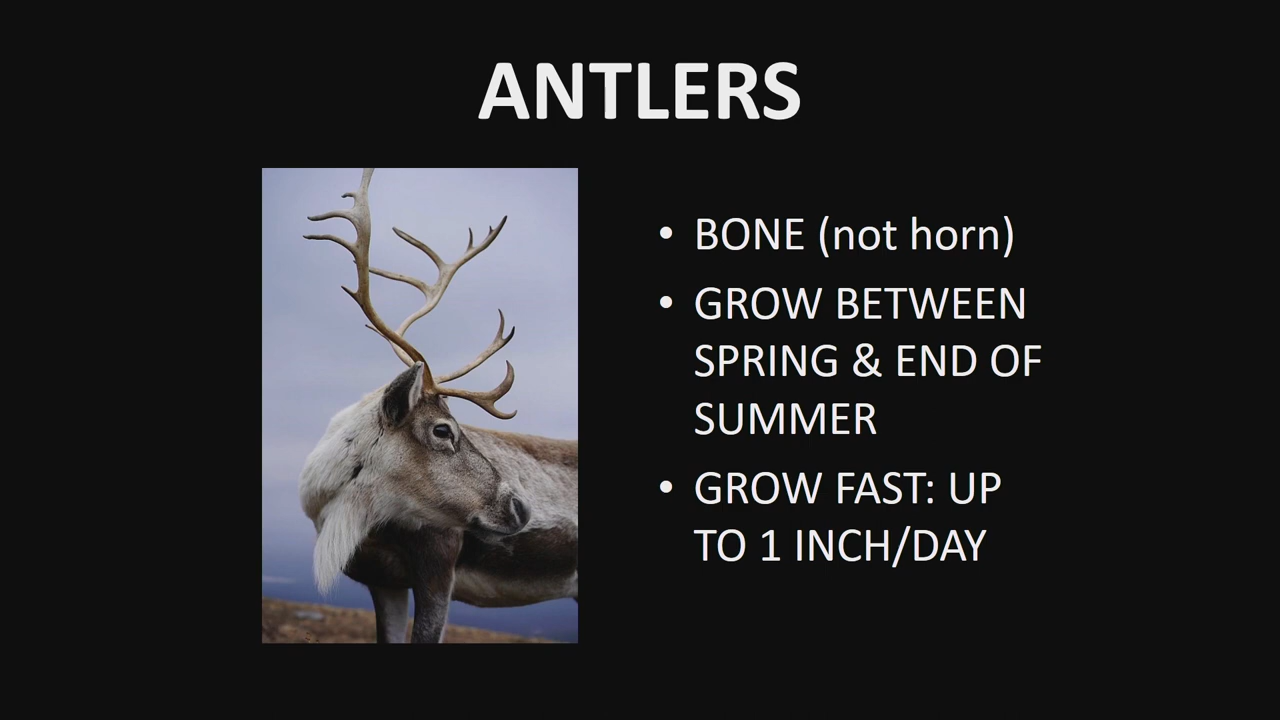 ANTLERS
• BONE (not horn)
• GROW BETWEEN
SPRING & END OF
SUMMER
• GROW FAST: UP
TO 1 INCH/DAY